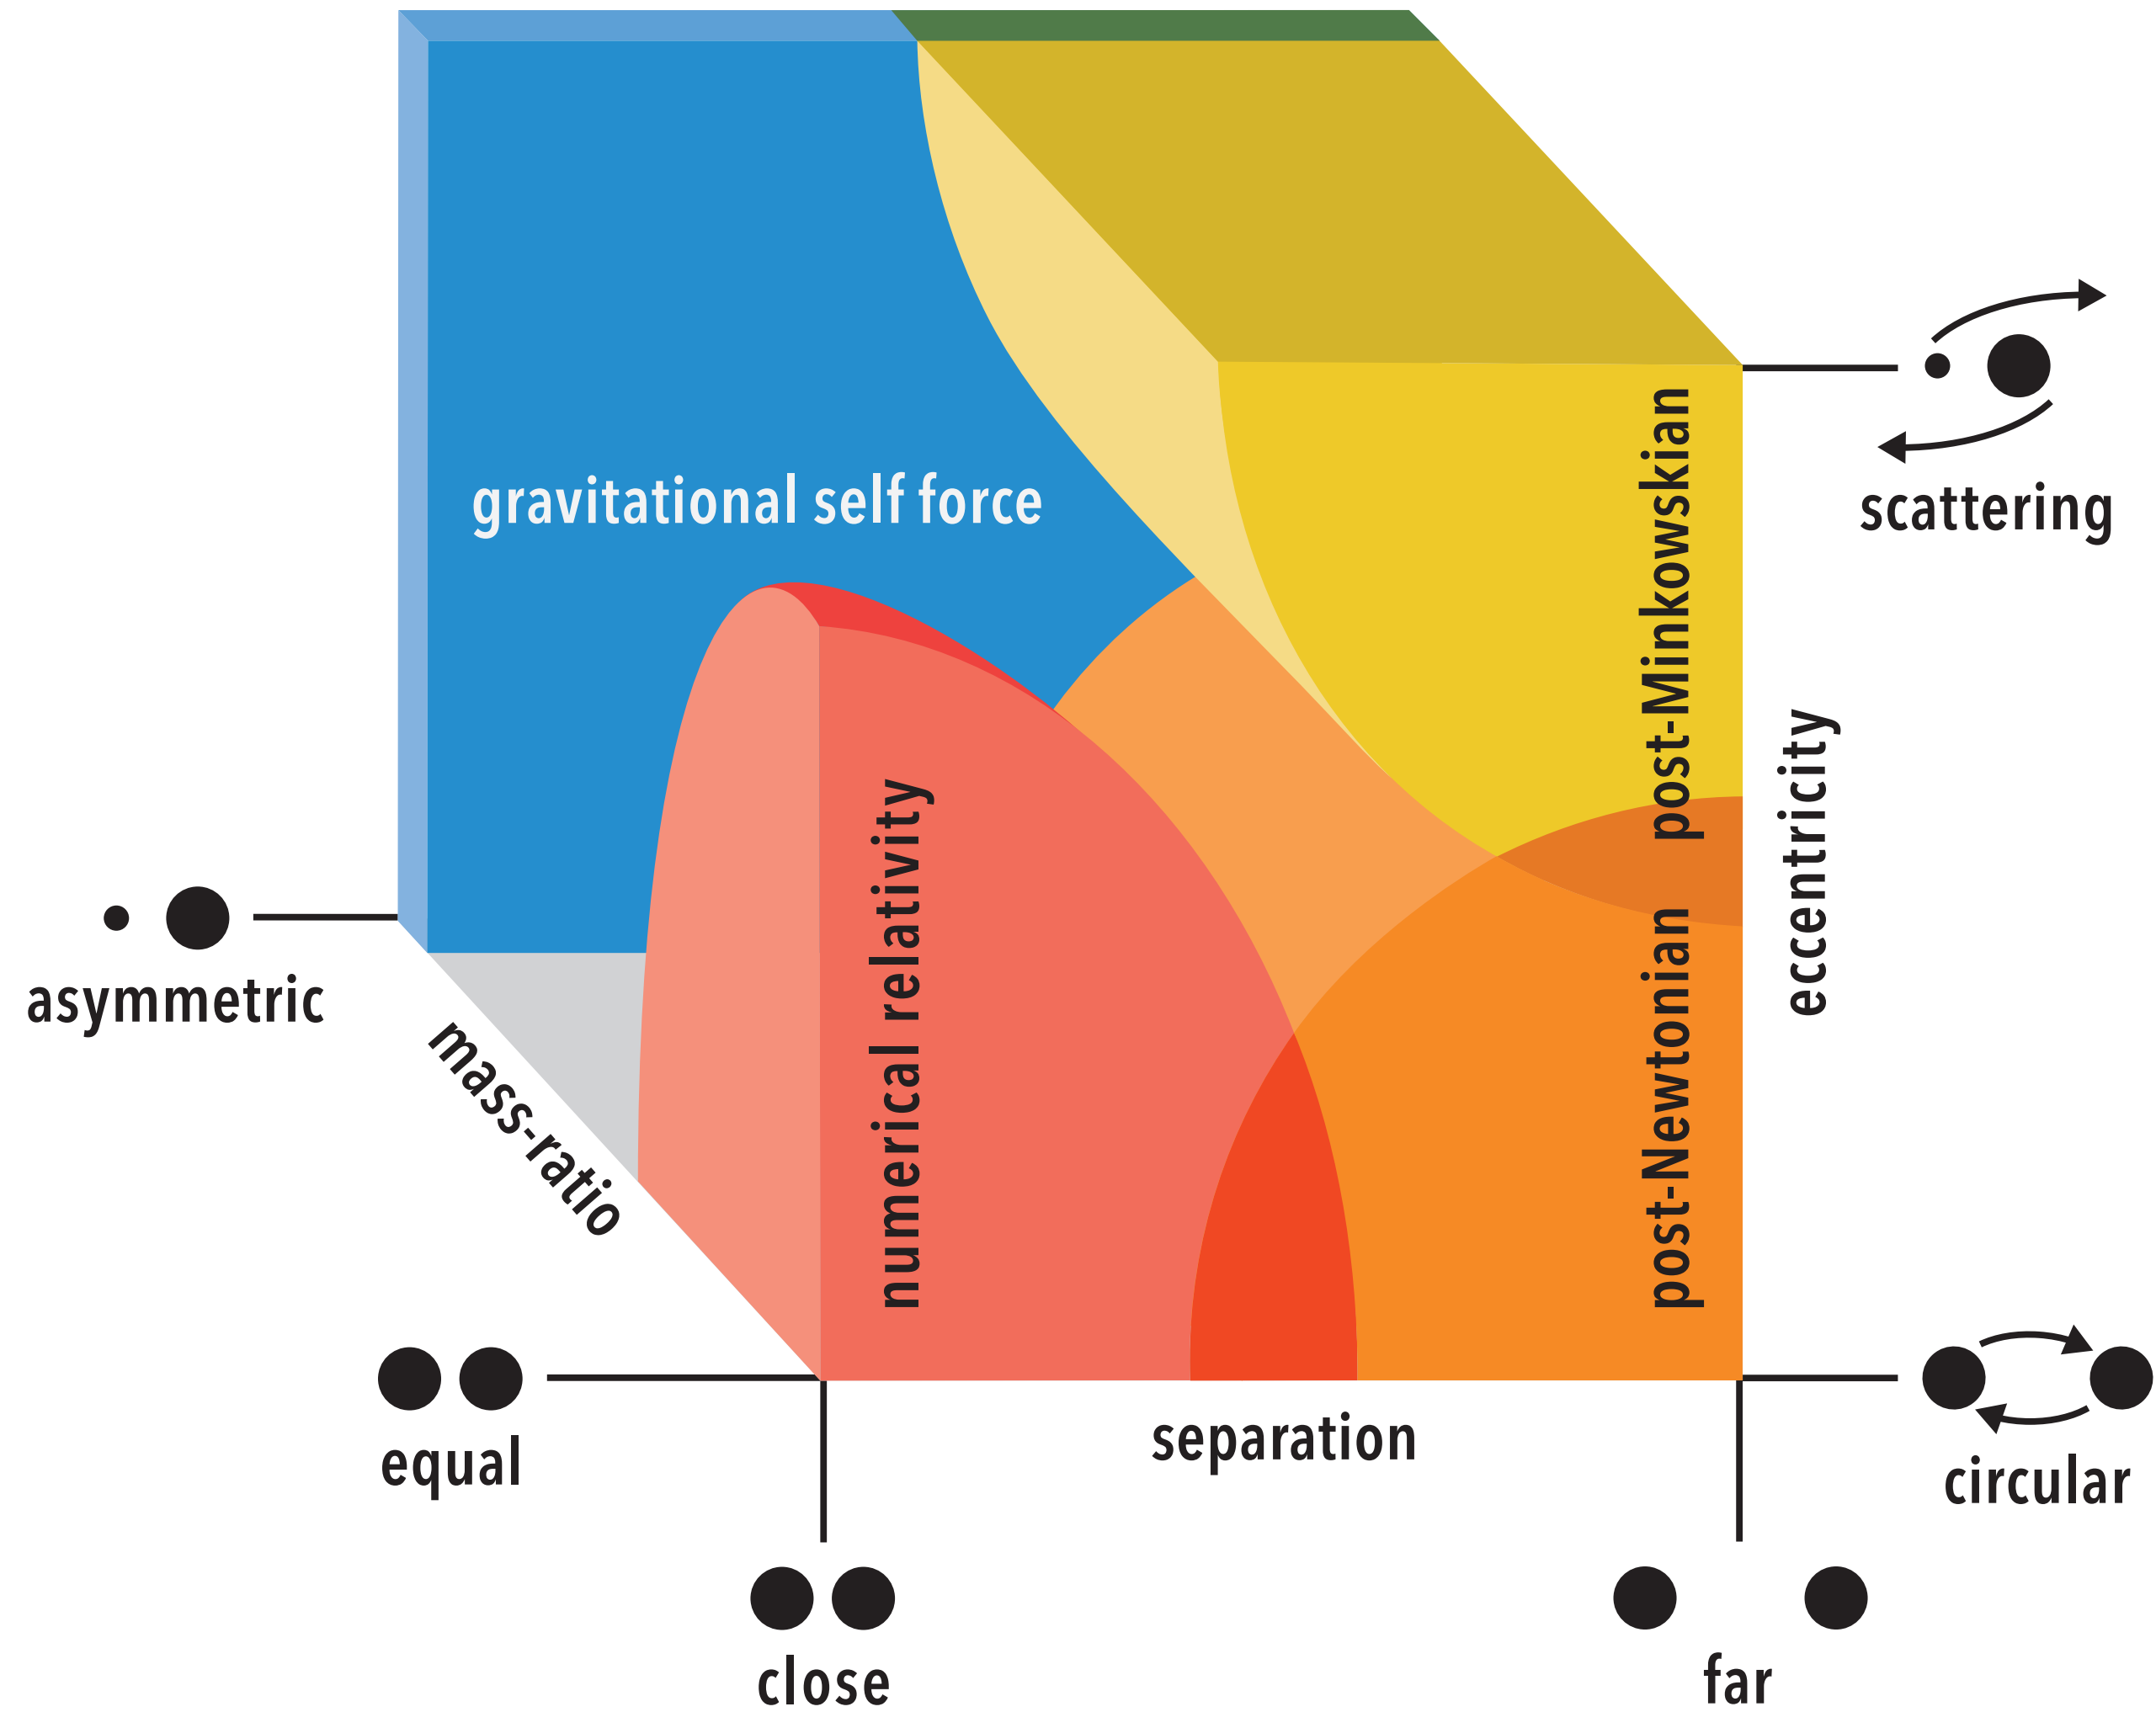 gravitational self force
scattering
post-Minkowskian
eccentricity
numerical relativity
asymmetric
mass-ratio
post-Newtonian
separation
equal
circular
close
far